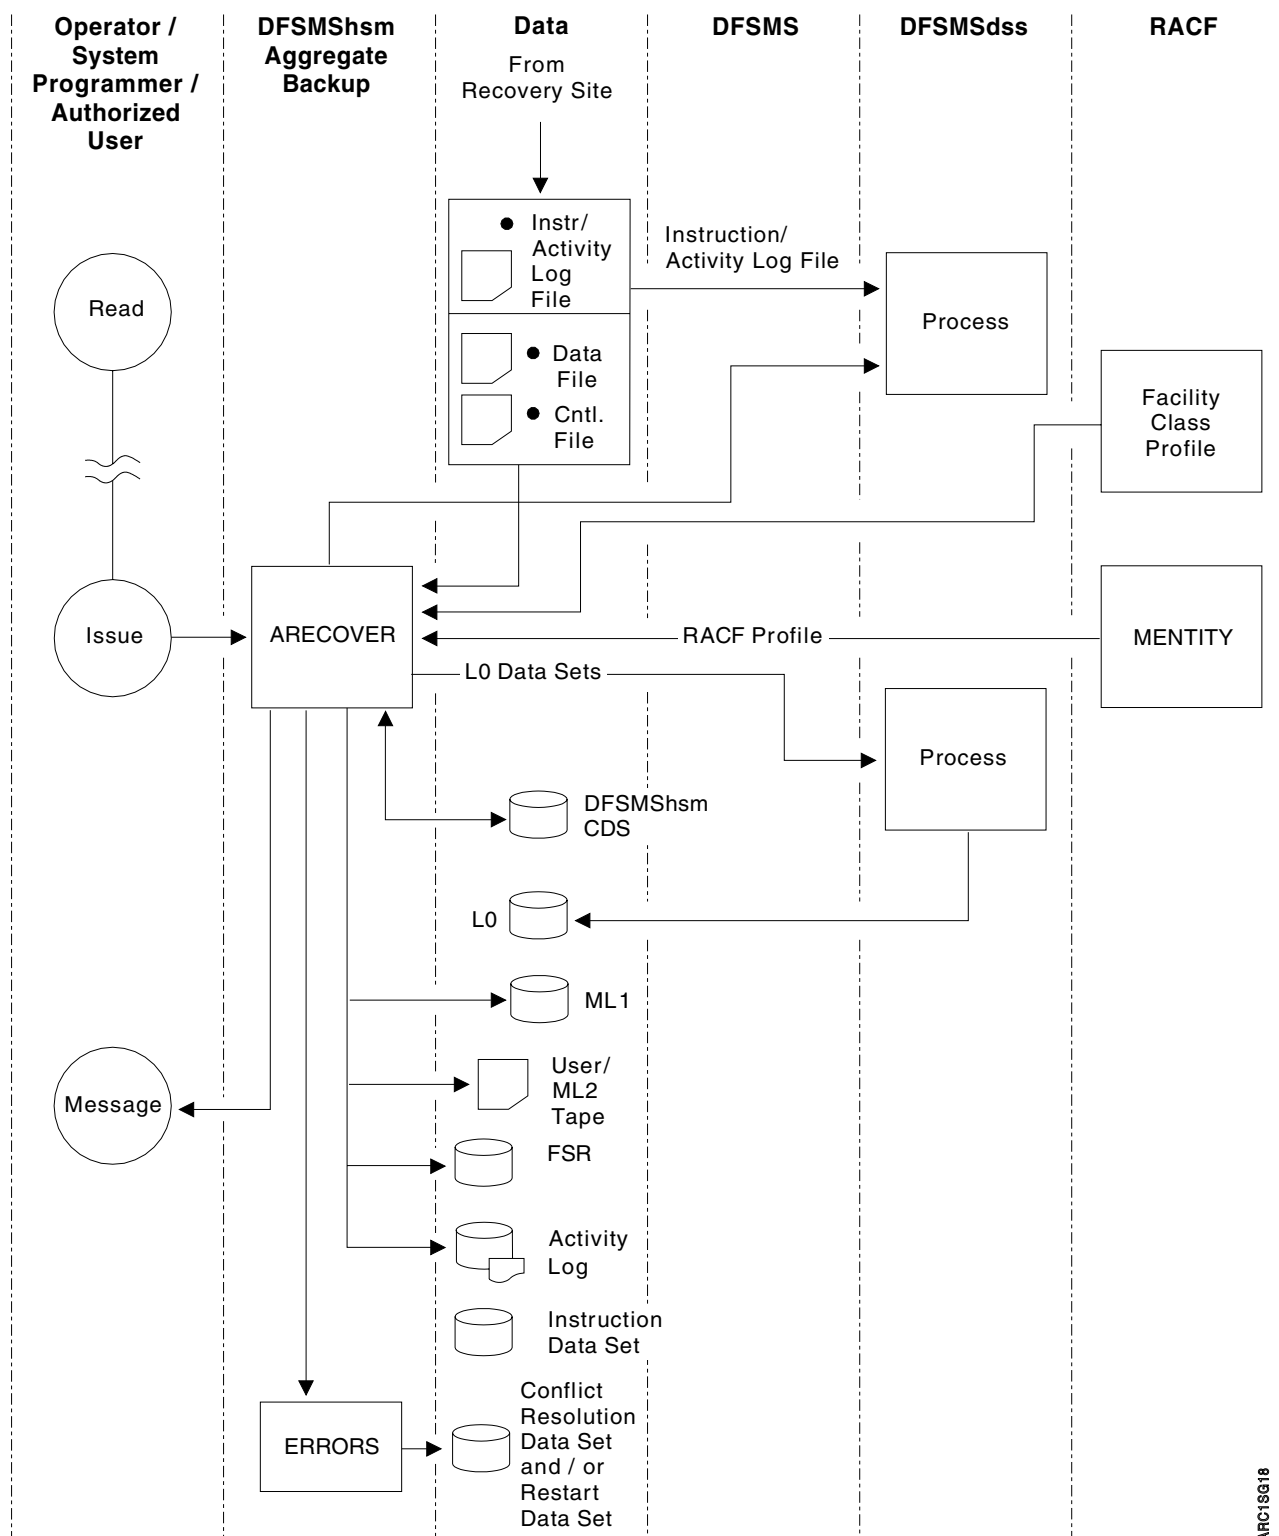 Operator /
System
Programmer /
Authorized
User
DFSMShsm
Aggregate
Backup
Data
DFSMS
DFSMSdss
RACF
From
Recovery Site
Instr/
Activity
Log
File
Data
File
Cntl.
File
Instruction/
Activity Log File
Process
Read
Facility
Class
Profile
Issue
ARECOVER
RACF Profile
MENTITY
L0 Data Sets
Process
DFSMShsm
CDS
L0
ML1
User/
ML2
Tape
Message
FSR
Activity
Log
Instruction
Data Set
ERRORS
Conflict
Resolution
Data Set
and / or
Restart
Data Set
ARC1SG18